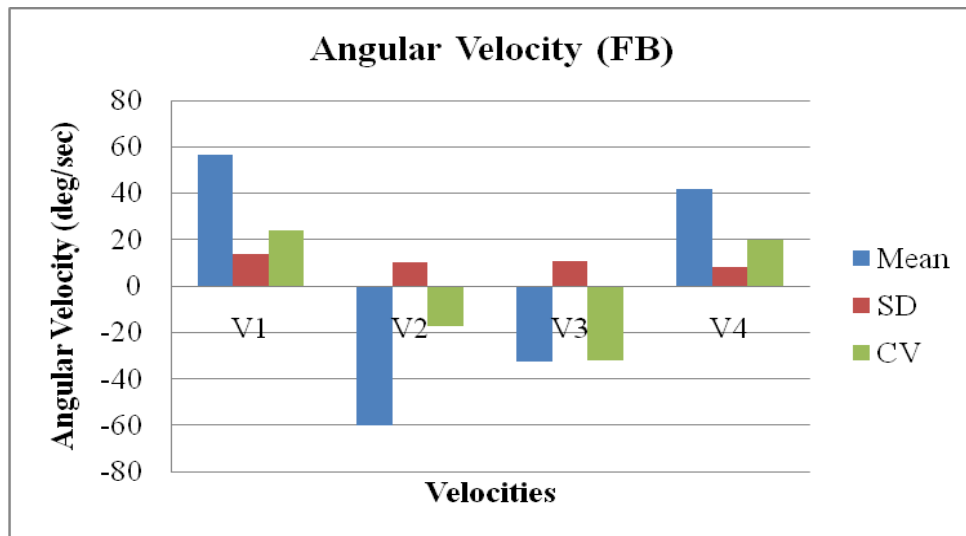 Angular Velocity (FB)
Angular Velocity (deg/sec)
80
60
40
20
0
-20
-40
-60
-80
V1 V2 V3 V4
Velocities
Mean
SD
CV